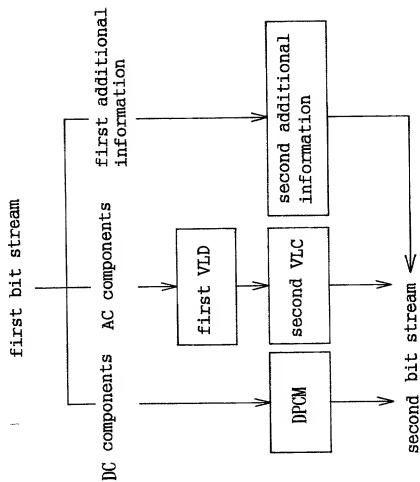 first bit stream
DC components
AC components
first additional
information
first VLD
DPCM
second VLC
second additional
information
second bit stream